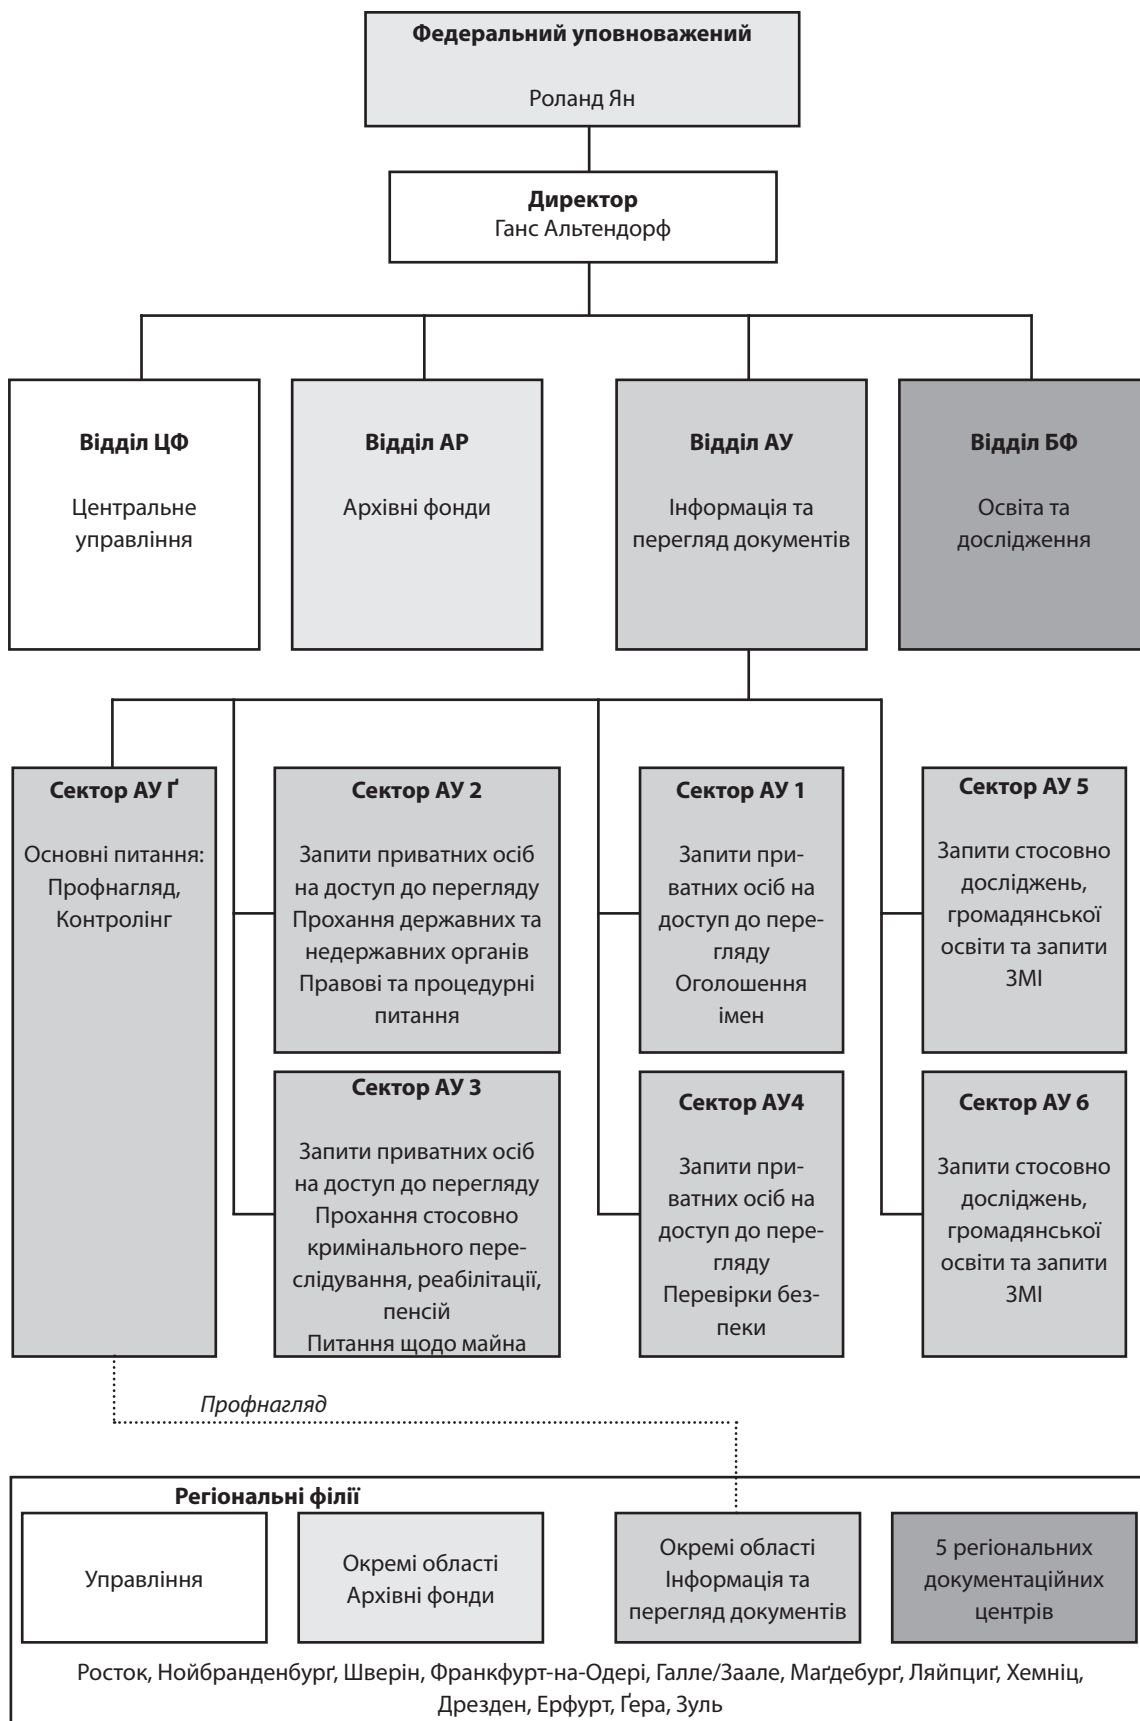 Федеральний уповноважений
Роланд Ян
Директор
Ганс Альтендорф
Відділ ЦФ
Центральне
управління
Відділ АР
Архівні фонди
Відділ АУ
Інформація та
перегляд документів
Відділ БФ
Освіта та
дослідження
Сектор АУ Ґ
Основні питання:
Профнагляд,
Контролінг
Сектор АУ 2
Запити приватних осіб
на доступ до перегляду
Прохання державних та
недержавних органів
Правові та процедурні
питання
Сектор АУ 1
Запити при-
ватних осіб на
доступ до пере-
гляду
Оголошення
імен
Сектор АУ 5
Запити стосовно
досліджень,
громадянської
освіти та запити
ЗМІ
Сектор АУ 3
Запити приватних осіб
на доступ до перегляду
Прохання стосовно
кримінального пере-
слідування, реабілітації,
пенсій
Питання щодо майна
Сектор АУ4
Запити при-
ватних осіб на
доступ до пере-
гляду
Перевірки без-
пеки
Сектор АУ 6
Запити стосовно
досліджень,
громадянської
освіти та запити
ЗМІ
Профнагляд
Регіональні філії
Управління
Окремі області
Архівні фонди
Окремі області
Інформація та
перегляд документів
5 регіональних
документаційних
центрів
Росток, Нойбранденбурґ, Шверін, Франкфурт-на-Одері, Галле/Заале, Маґдебурґ, Ляйпциґ, Хемніц,
Дрезден, Ерфурт, Ґера, Зуль